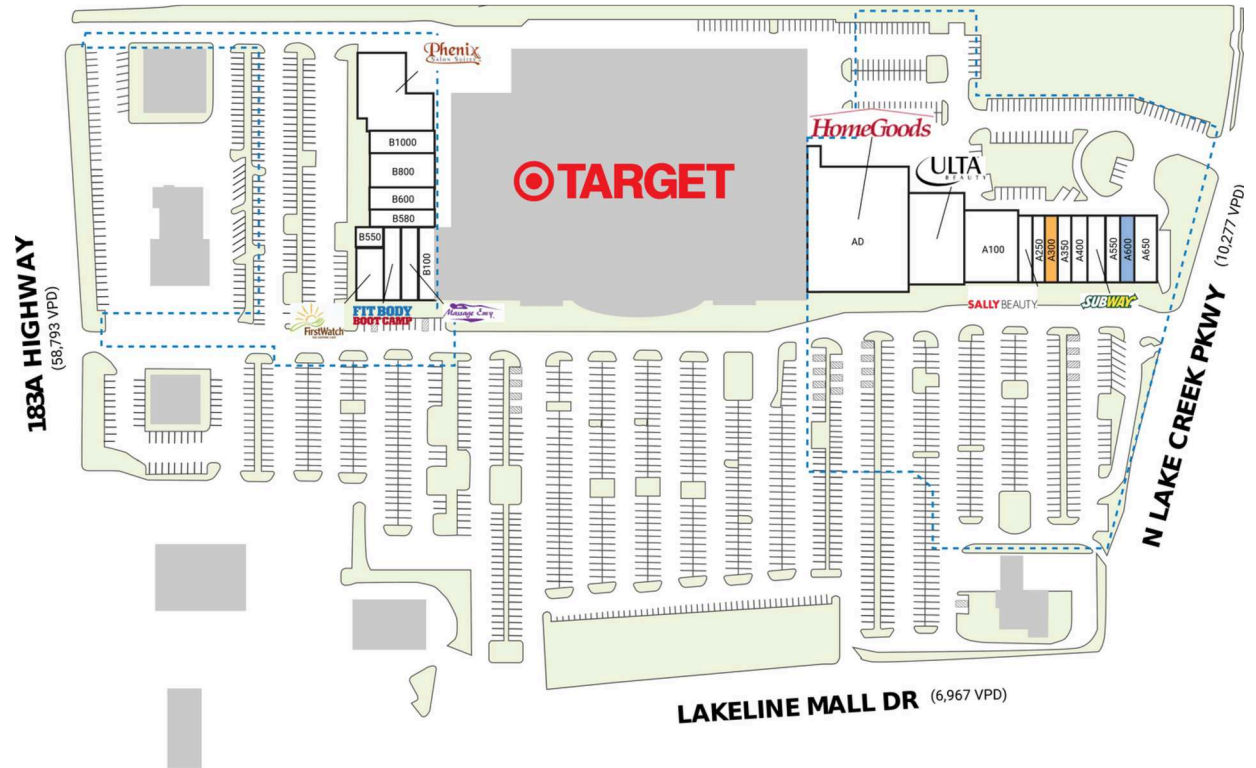 Phenix
Salon Suites
B1000
B800
B600
B580
B550
B100
FirstWatch
FIT BODY
BOOT CAMP
Massage Envy
TARGET
HomeGoods
ULTA
BEAUTY
AD
A100
A250
A300
A350
A400
A550
A600
A650
SALLY BEAUTY
SUBWAY
183A HIGHWAY
(58,793 VPD)
N LAKE CREEK PKWY (10,277 VPD)
LAKELINE MALL DR (6,967 VPD)